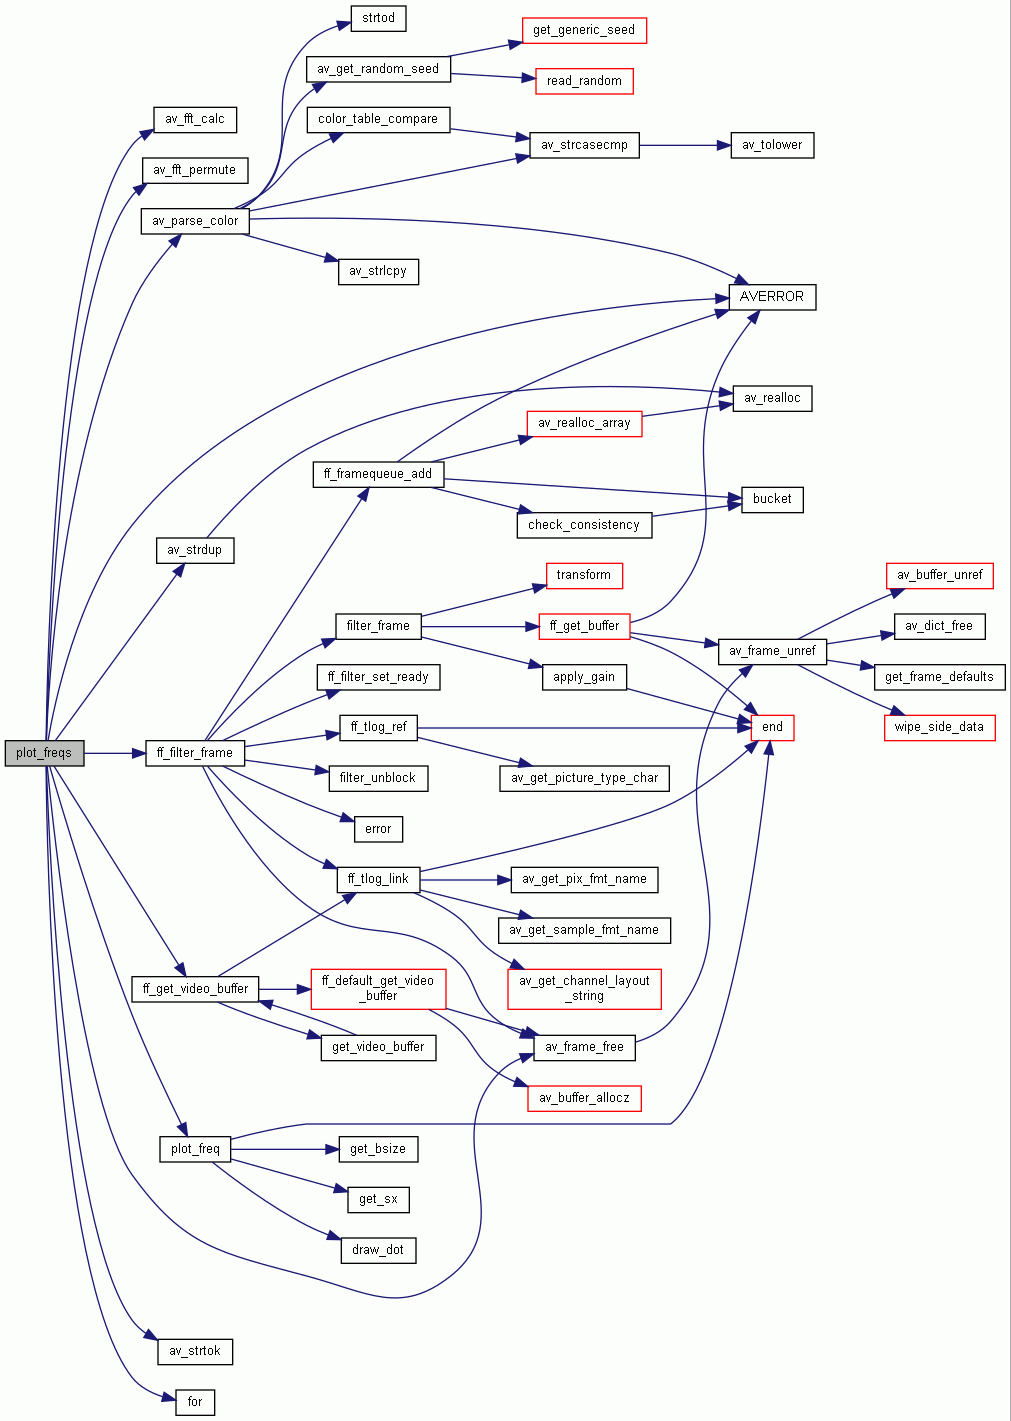 strtod
get_generic_seed
av_get_random_seed
read_random
av_fft_calc
color_table_compare
av_strcasecmp
av_tolower
av_fft_permute
av_parse_color
av_strlcpy
AVERROR
av_realloc
av_realloc_array
ff_framequeue_add
bucket
check_consistency
av_strdup
transform
av_buffer_unref
filter_frame
ff_get_buffer
av_dict_free
av_frame_unref
ff_filter_set_ready
apply_gain
get_frame_defaults
ff_tlog_ref
end
wipe_side_data
plot_freqs
ff_filter_frame
filter_unblock
av_get_picture_type_char
error
ff_tlog_link
av_get_pix_fmt_name
av_get_sample_fmt_name
ff_get_video_buffer
ff_default_get_video
_buffer
av_get_channel_layout
_string
get_video_buffer
av_frame_free
av_buffer_allocz
plot_freq
get_bsize
get_sx
draw_dot
av_strtok
for